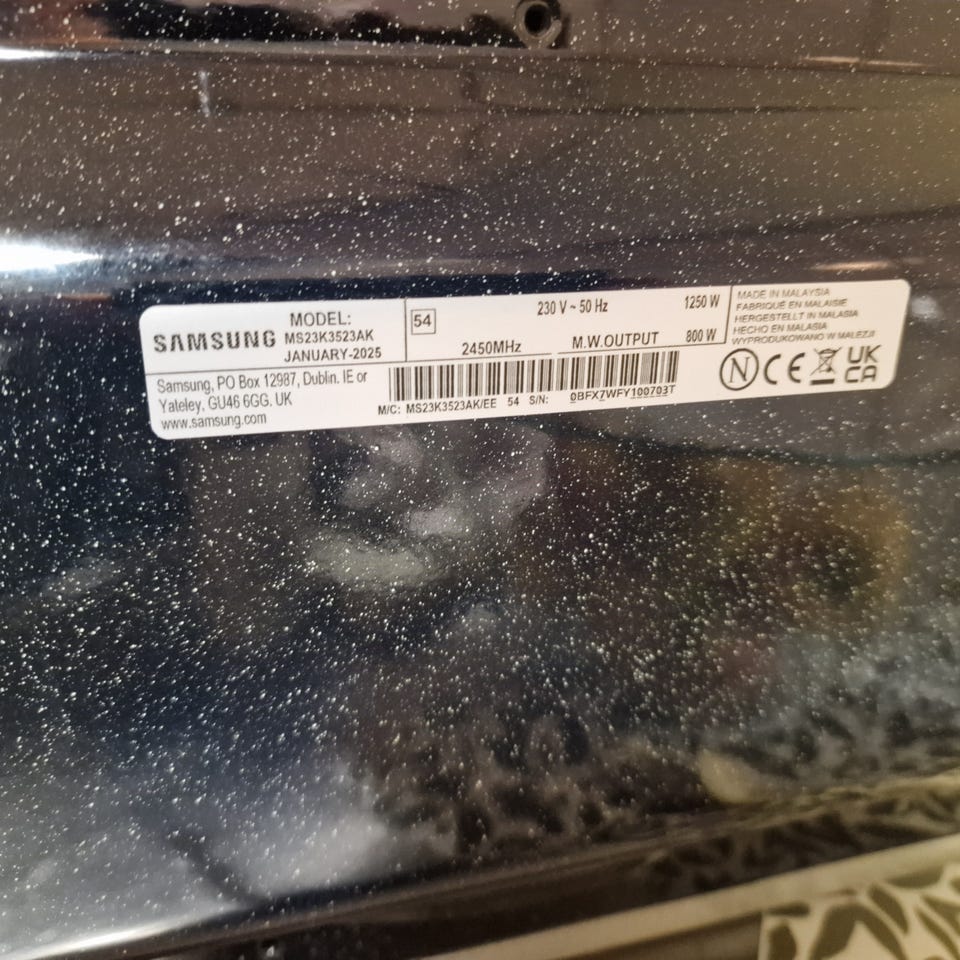 SAMSUNG
MODEL:
MS23K3523AK
JANUARY-2025
54
230 V ~ 50 Hz
1250 W
2450MHz
M.W.OUTPUT
800 W
MADE IN MALAYSIA
FABRIQUÉ EN MALAISIE
HERGESTELLT IN MALASIA
HECHO EN MALASIA
WYPRODUKOWANO W MALEZJI
Samsung, PO Box 12987, Dublin. IE or
Yateley, GU46 6GG. UK
www.samsung.com
M/C: MS23K3523AK/EE 54 S/N: 0BFX7WFY100703T
N CE UK
CA